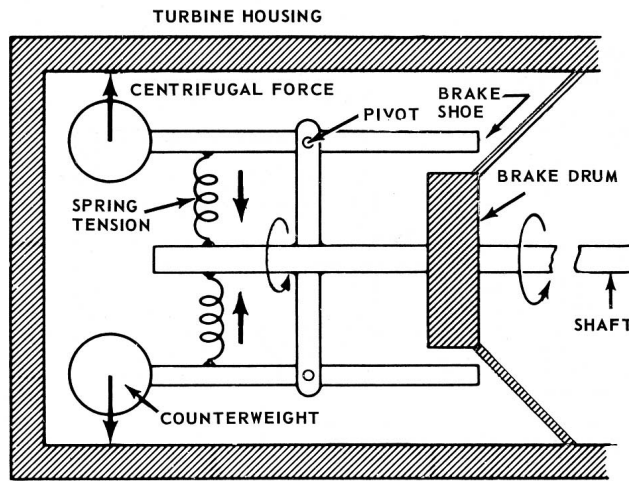 TURBINE HOUSING
CENTRIFUGAL FORCE
BRAKE
SHOE
PIVOT
BRAKE DRUM
SPRING
TENSION
SHAFT
COUNTERWEIGHT